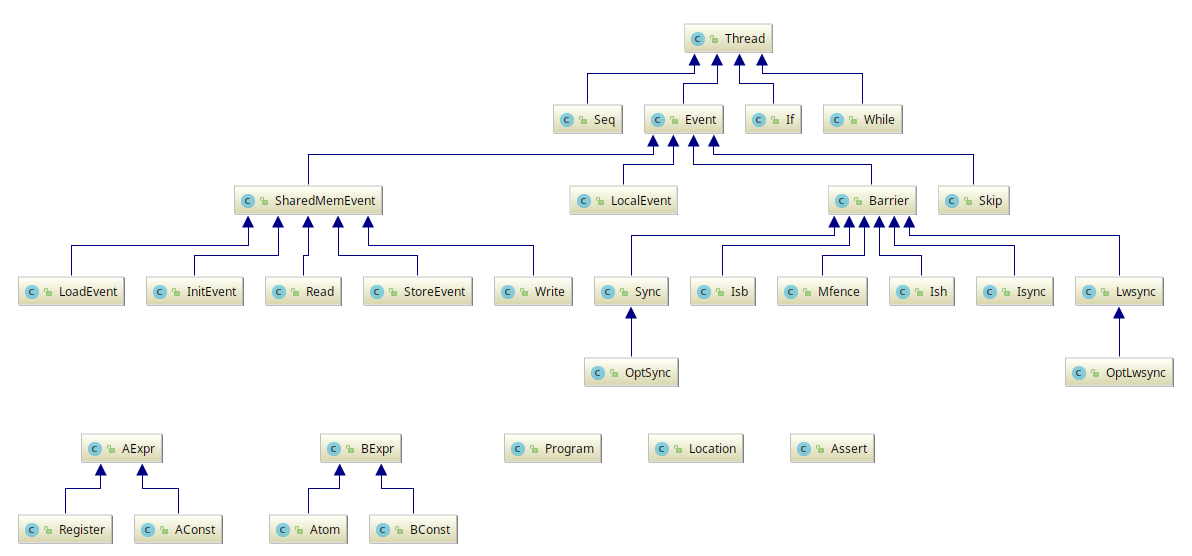 Thread
Seq Event If While
SharedMemEvent LocalEvent Barrier Skip
LoadEvent InitEvent Read StoreEvent Write Sync Isb Mfence Ish Isync Lwsync
OptSync OptLwsync
AExpr BExpr Program Location Assert
Register AConst Atom BConst